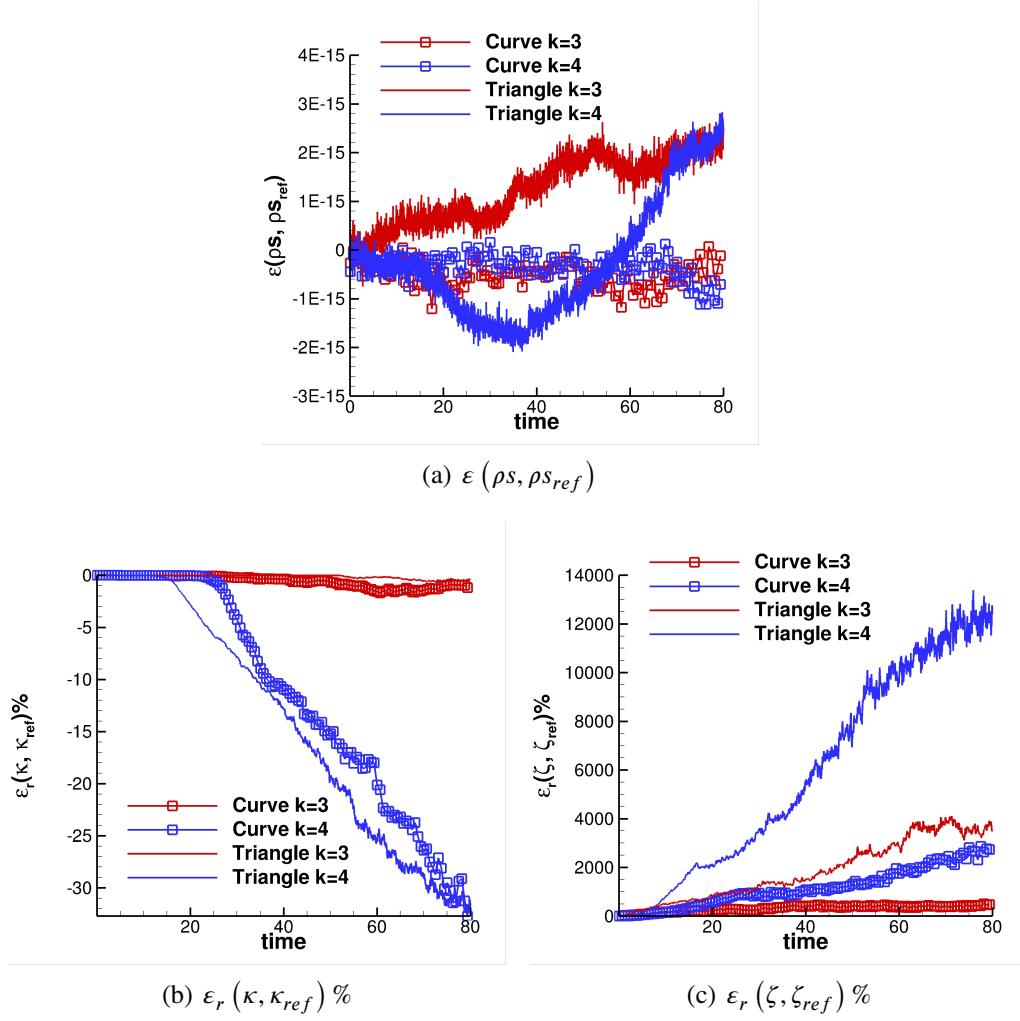 Curve k=3
Curve k=4
Triangle k=3
Triangle k=4
4E-15
3E-15
2E-15
1E-15
0
-1E-15
-2E-15
-3E-15
ε(ρs, ρs_ref)
0 20 40 60 80
time
(a) ε (ρs, ρs_ref)
0
-5
-10
-15
-20
-25
-30
ε_r(κ, κ_ref)%
Curve k=3
Curve k=4
Triangle k=3
Triangle k=4
20 40 60 80
time
(b) ε_r (κ, κ_ref) %
Curve k=3
Curve k=4
Triangle k=3
Triangle k=4
14000
12000
10000
8000
6000
4000
2000
0
ε_r(ζ, ζ_ref)%
20 40 60 80
time
(c) ε_r (ζ, ζ_ref) %